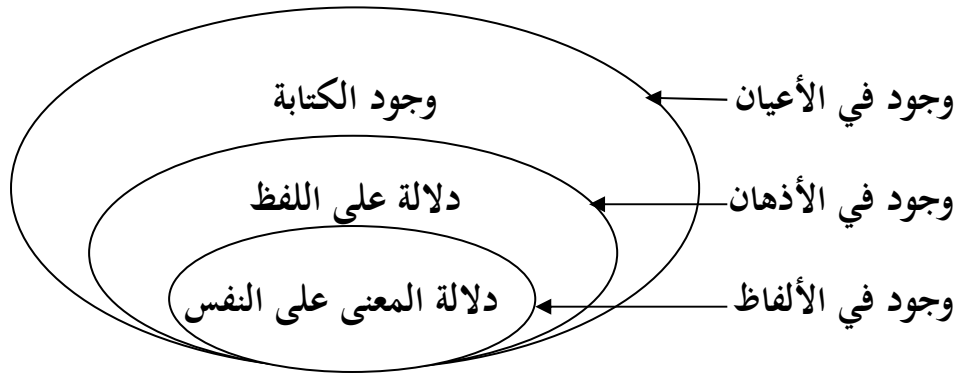 وجود في الأعيان
وجود الكتابة
وجود في الأذهان
دلالة على اللفظ
وجود في الألفاظ
دلالة المعنى على النفس